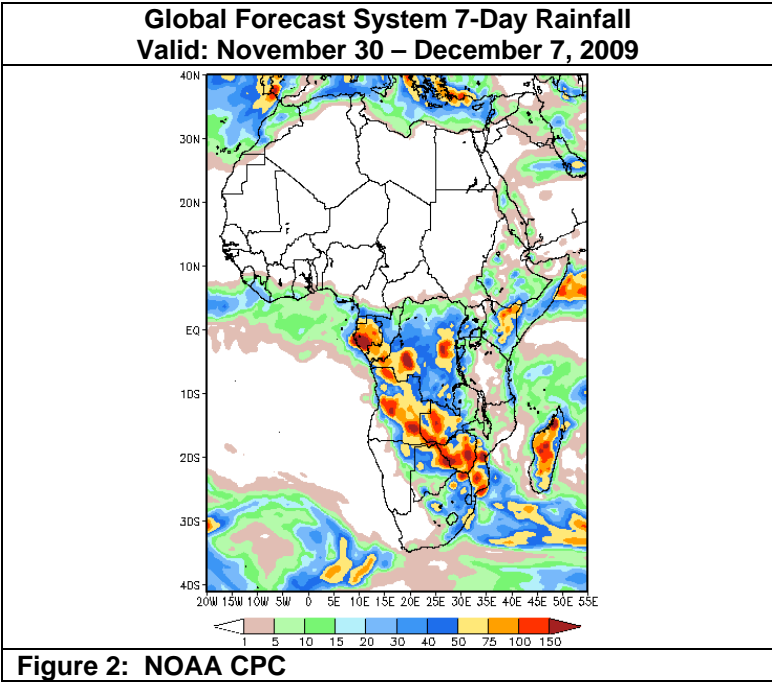 Global Forecast System 7-Day Rainfall
Valid: November 30 – December 7, 2009
40N
30N
20N
10N
EQ
10S
20S
30S
40S
20W 15W 10W 5W 0 5E 10E 15E 20E 25E 30E 35E 40E 45E 50E 55E
1 5 10 15 20 30 40 50 75 100 150
Figure 2: NOAA CPC